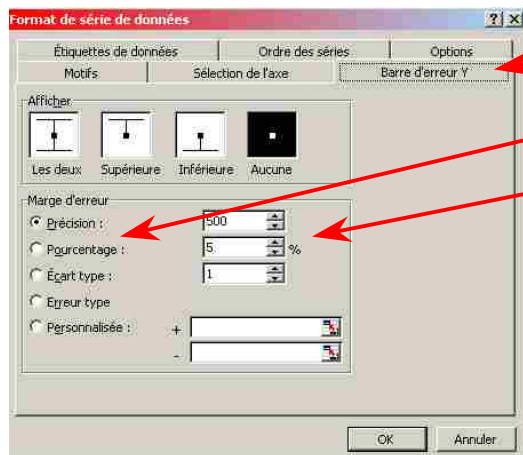 Format de série de données
Étiquettes de données Ordre des séries Options
Motifs Sélection de l'axe Barre d'erreur Y
Afficher
Les deux Supérieure Inférieure Aucune
Marge d'erreur
Précision : 500
Pourcentage : 5 %
Écart type : 1
Erreur type
Personnalisée : +
-
OK Annuler